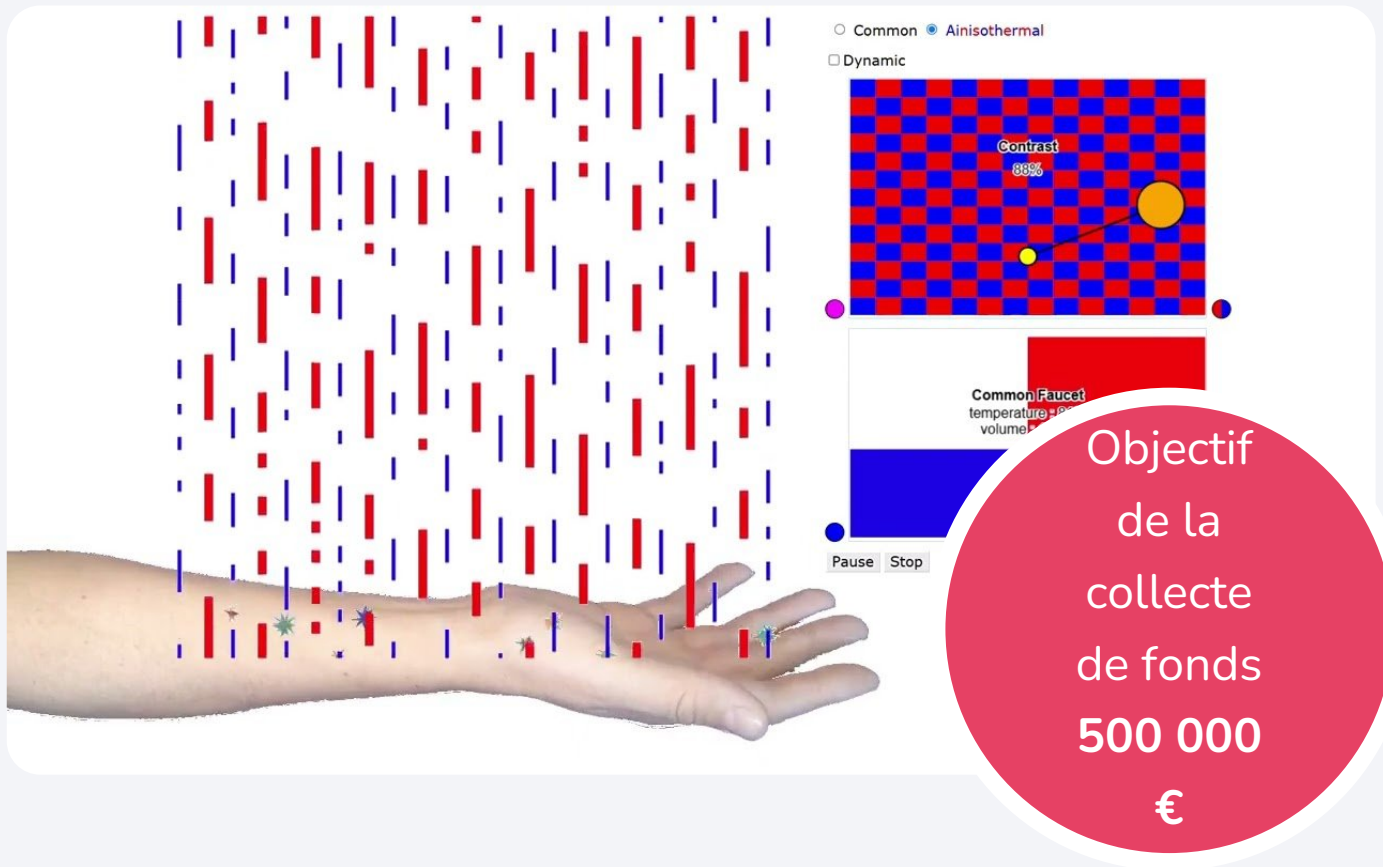 Common Ainisothermal
Dynamic
Contrast
88%
Common Faucet
temperature
volume
Pause Stop
Objectif
de la
collecte
de fonds
500 000
€